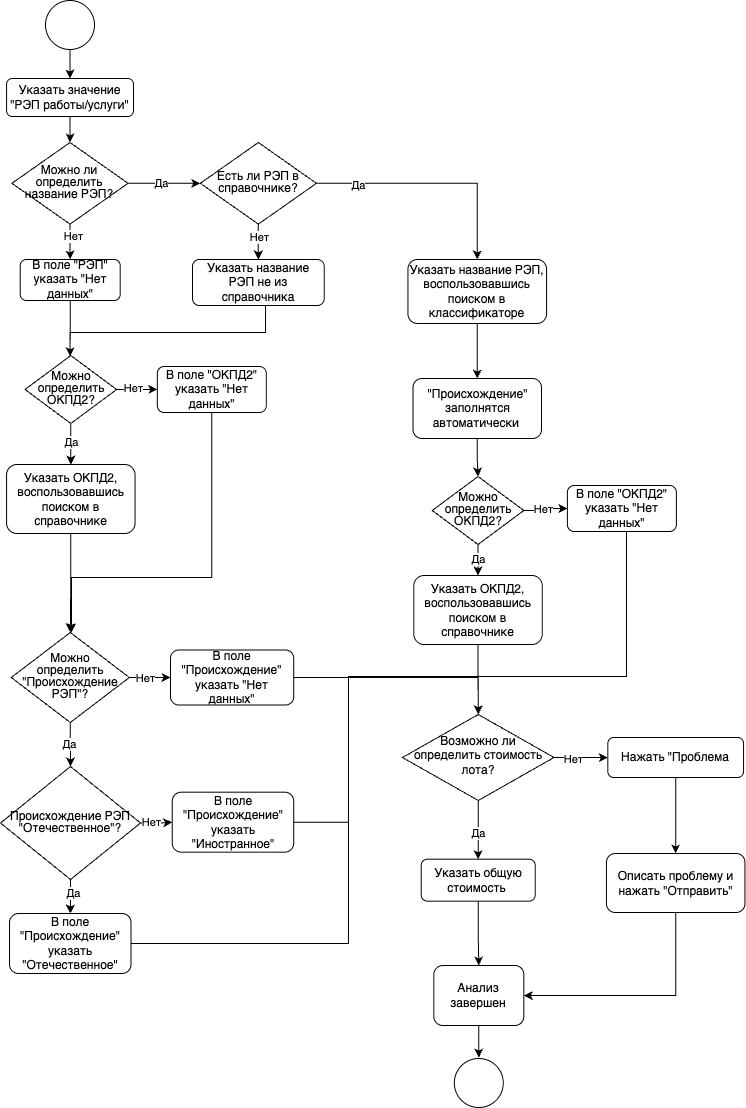 Указать значение
"РЭП работы/услуги"
Можно ли
определить
название РЭП?
Да
Есть ли РЭП в
справочнике?
Да
Нет
Нет
В поле "РЭП"
указать "Нет
данных"
Указать название
РЭП не из
справочника
Указать название РЭП,
воспользовавшись
поиском в
классификаторе
Можно
определить
ОКПД2?
Нет
В поле "ОКПД2"
указать "Нет
данных"
"Происхождение"
заполнятся
автоматически
Да
Указать ОКПД2,
воспользовавшись
поиском в
справочнике
Можно
определить
ОКПД2?
Нет
В поле "ОКПД2"
указать "Нет
данных"
Да
Указать ОКПД2,
воспользовавшись
поиском в
справочнике
Можно
определить
"Происхождение
РЭП"?
Нет
В поле
"Происхождение"
указать "Нет
данных"
Да
Возможно ли
определить стоимость
лота?
Нет
Нажать "Проблема
Происхождение РЭП
"Отечественное"?
Нет
В поле
"Происхождение"
указать
"Иностранное"
Да
Да
Указать общую
стоимость
Описать проблему и
нажать "Отправить"
В поле
"Происхождение"
указать
"Отечественное"
Анализ
завершен